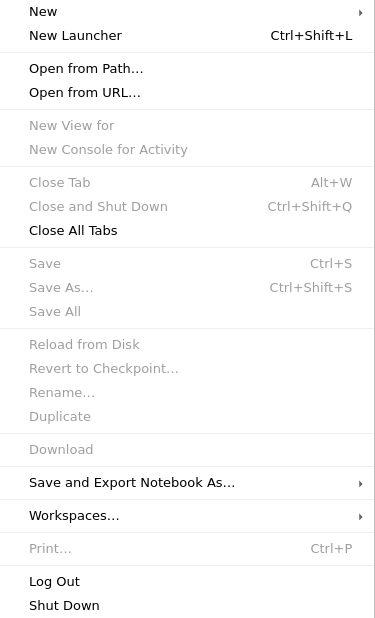 New
New Launcher Ctrl+Shift+L
Open from Path…
Open from URL…
New View for
New Console for Activity
Close Tab Alt+W
Close and Shut Down Ctrl+Shift+Q
Close All Tabs
Save Ctrl+S
Save As… Ctrl+Shift+S
Save All
Reload from Disk
Revert to Checkpoint…
Rename…
Duplicate
Download
Save and Export Notebook As…
Workspaces…
Print… Ctrl+P
Log Out
Shut Down